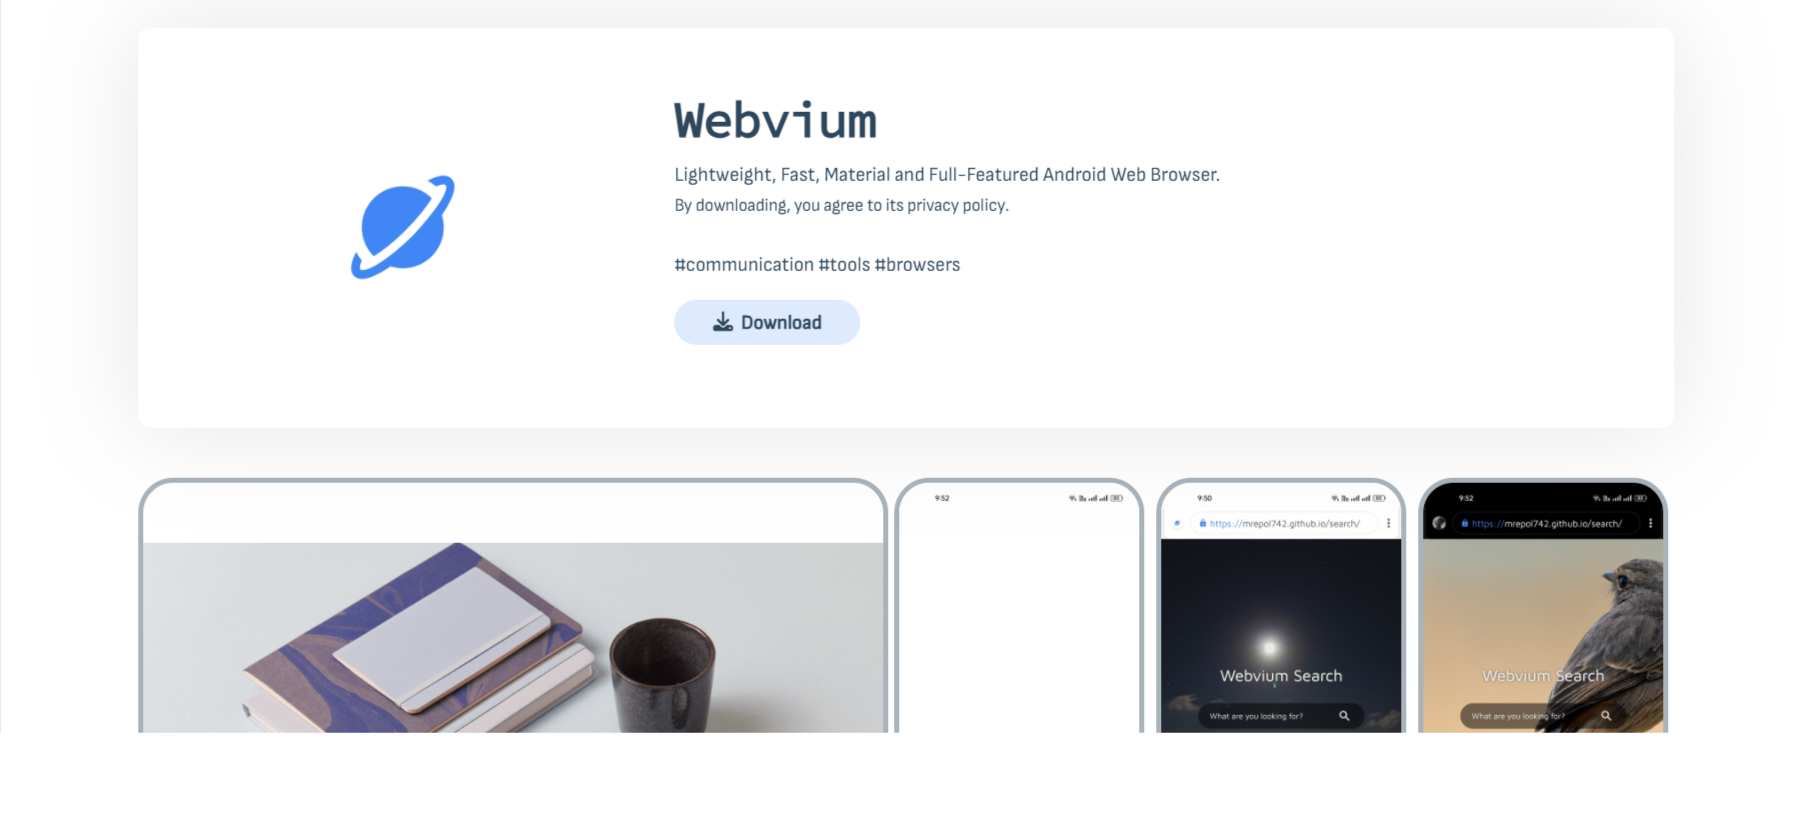 Webvium
Lightweight, Fast, Material and Full-Featured Android Web Browser.
By downloading, you agree to its privacy policy.
#communication #tools #browsers
Download
9:52
9:50
https://mrepol742.github.io/search/
Webvium Search
What are you looking for?
9:52
https://mrepol742.github.io/search/
Webvium Search
What are you looking for?